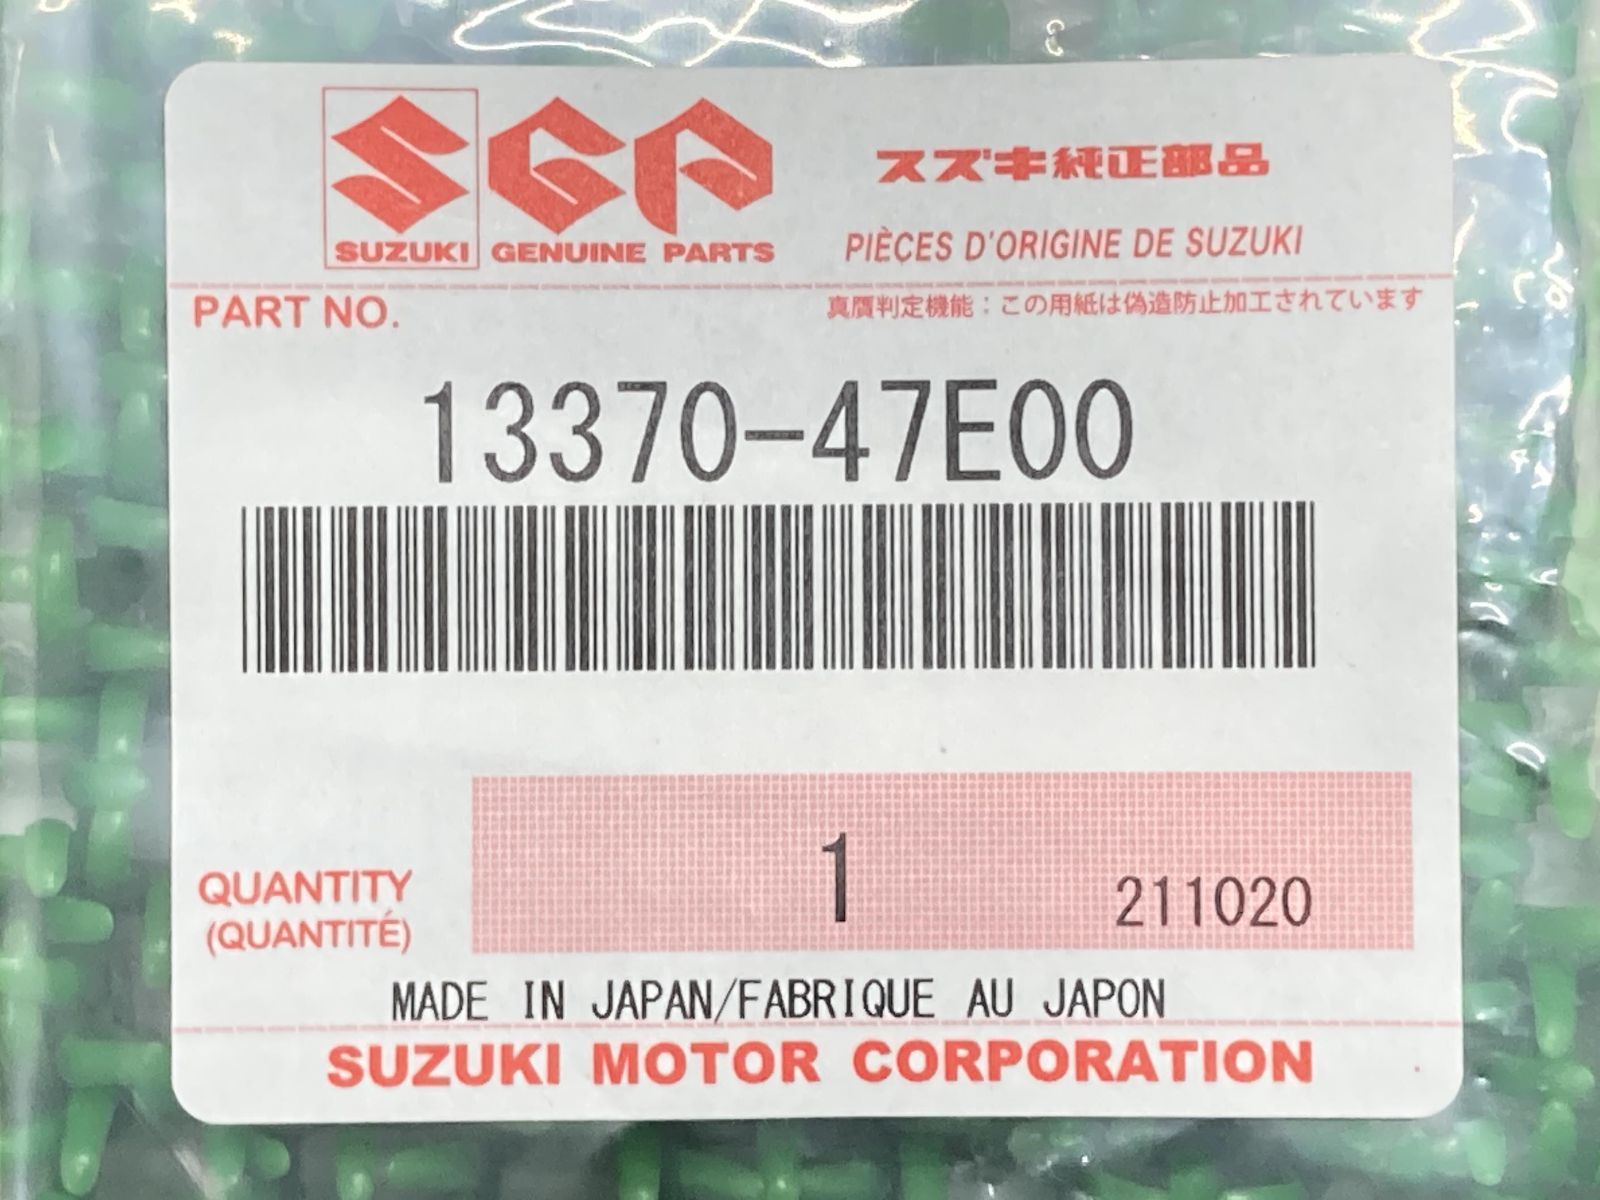 SGP
スズキ純正部品
SUZUKI GENUINE PARTS
PIÈCES D'ORIGINE DE SUZUKI
PART NO.
真贋判定機能：この用紙は偽造防止加工されています
13370-47E00
1
211020
QUANTITY
(QUANTITÉ)
MADE IN JAPAN/FABRIQUE AU JAPON
SUZUKI MOTOR CORPORATION